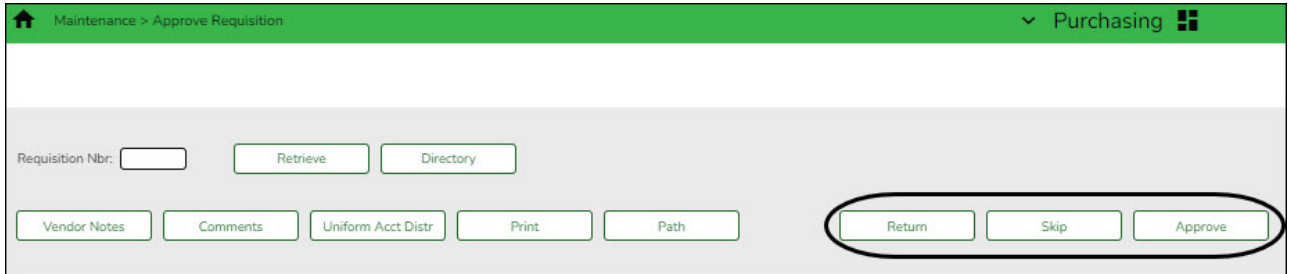 Maintenance > Approve Requisition Purchasing
Requisition Nbr: Retrieve Directory
Vendor Notes Comments Uniform Acct Distr Print Path Return Skip Approve